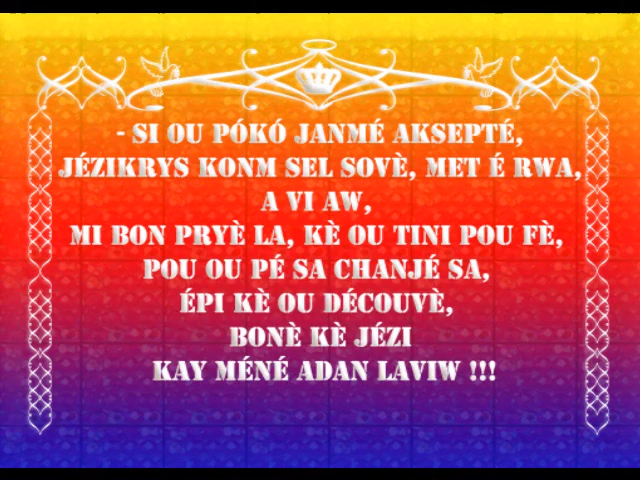 - SI OU PÓKÓ JANMÉ AKSEPTÉ,
JÉZIKRYS KONM SEL SOVÈ, MET É RWA,
A VI AW,
MI BON PRYÈ LA, KÈ OU TINI POU FÈ,
POU OU PÉ SA CHANJÉ SA,
ÉPI KÈ OU DÉCOUVÈ,
BONÈ KÈ JÉZI
KAY MÉNÉ ADAN LAVIW !!!